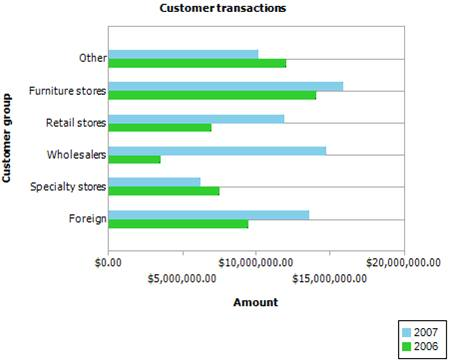 Customer transactions
Customer group
Other
Furniture stores
Retail stores
Wholesalers
Specialty stores
Foreign
$0.00 $10,000,000.00 $20,000,000.00
$5,000,000.00 $15,000,000.00
Amount
2007
2006